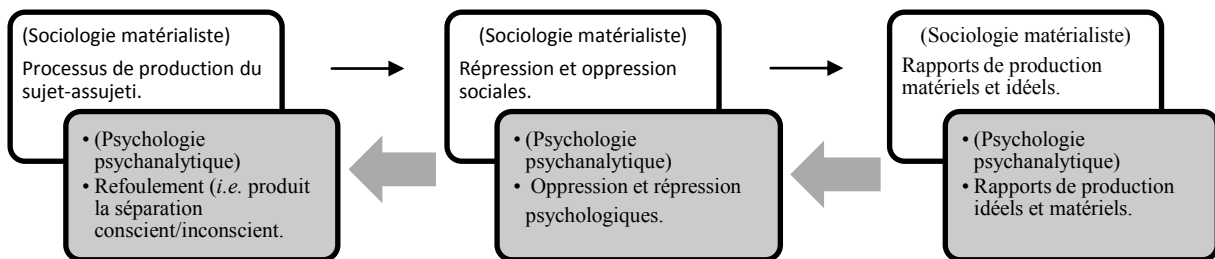 (Sociologie matérialiste)
Processus de production du
sujet-assujeti.
• (Psychologie
psychanalytique)
• Refoulement (i.e. produit
la séparation
conscient/inconscient.
(Sociologie matérialiste)
Répression et oppression
sociales.
• (Psychologie
psychanalytique)
• Oppression et répression
psychologiques.
(Sociologie matérialiste)
Rapports de production
matériels et idéels.
• (Psychologie
psychanalytique)
• Rapports de production
idéels et matériels.